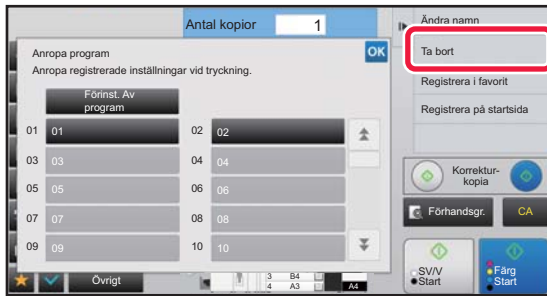 Antal kopior 1
Ändra namn
Anropa program OK
Ta bort
Anropa registrerade inställningar vid tryckning.
Registrera i favorit
Förinst. Av
program
Registrera på startsida
01 01 02 02
03 03 04 04
05 05 06 06
Korrektur-
kopia
07 07 08 08
Förhandsgr. CA
09 09 10 10
SV/V
Start
Färg
Start
Övrigt
3 B4
4 A3 A4